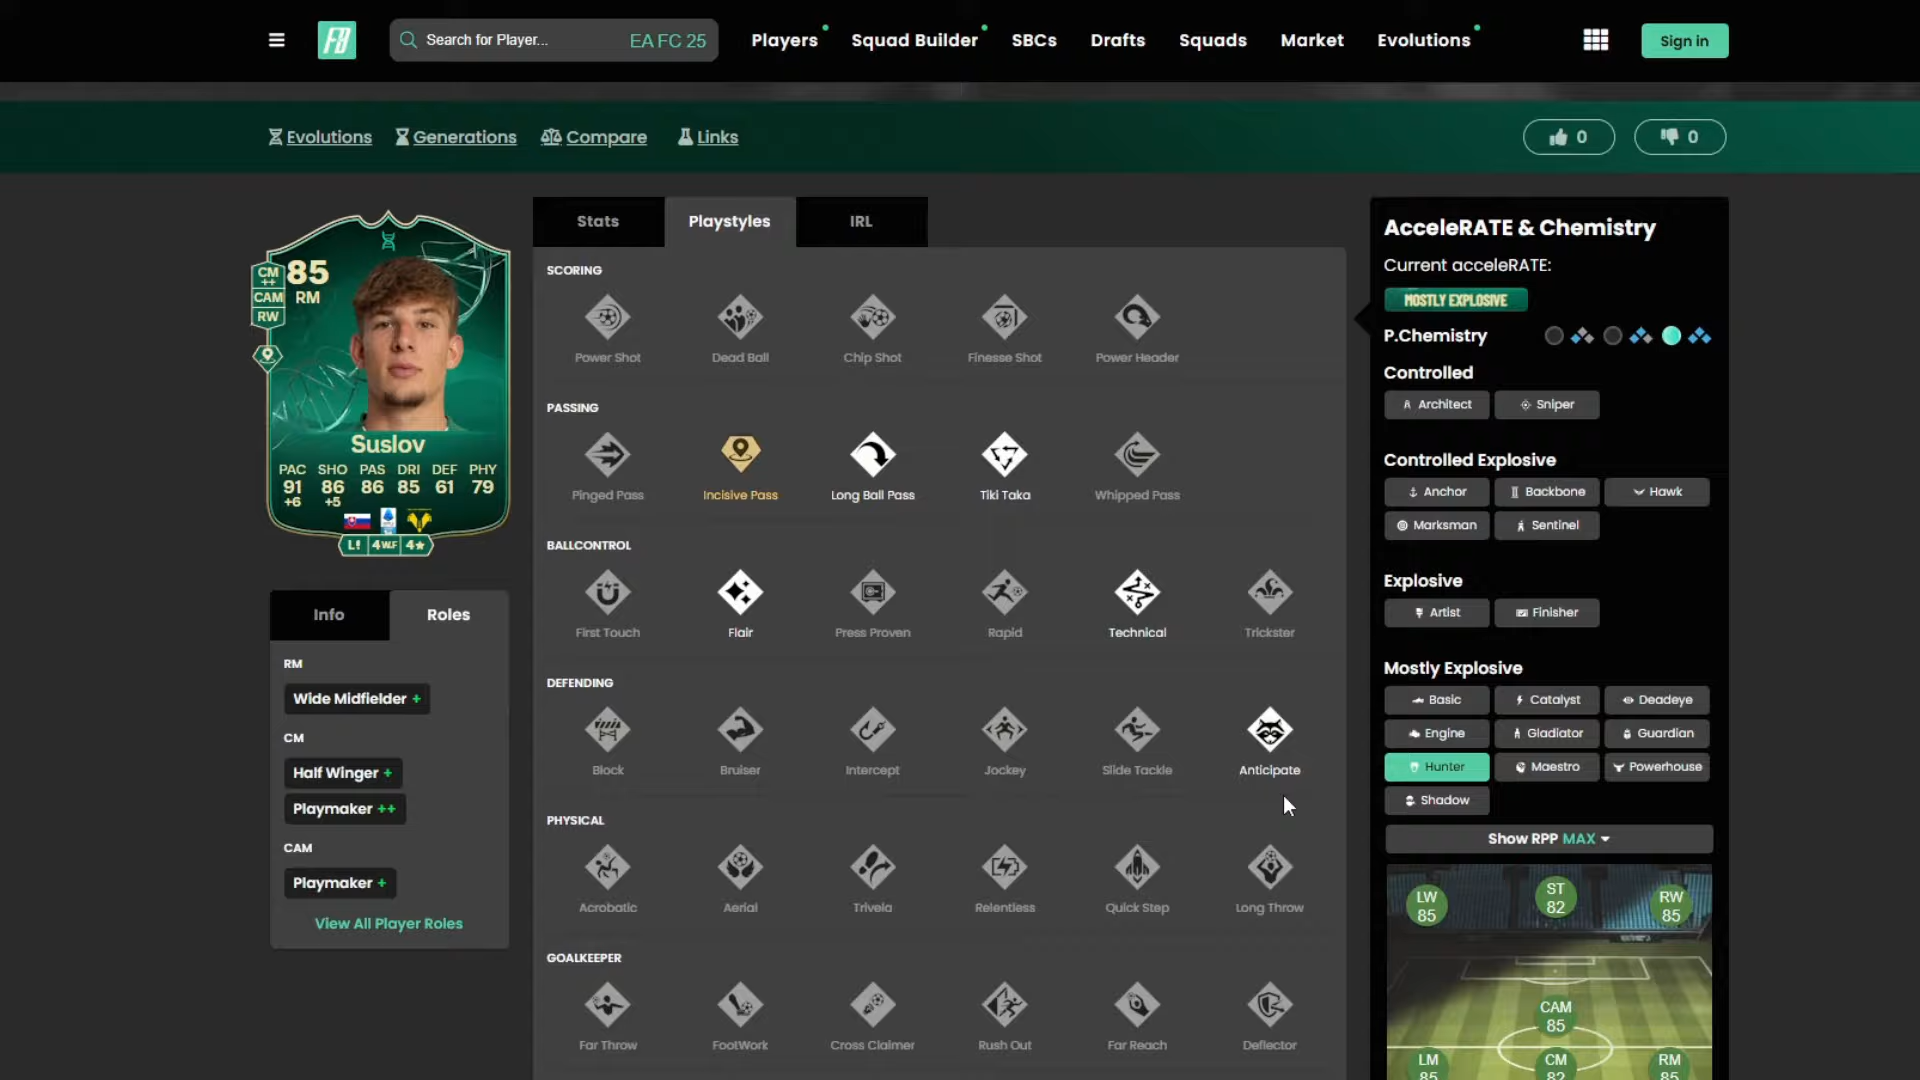 FB
Search for Player...
EA FC 25
Players
Squad Builder
SBCs
Drafts
Squads
Market
Evolutions
Sign in
Evolutions
Generations
Compare
Links
0
0
CM
++
CAM
RW
85
RM
Suslov
PAC SHO PAS DRI DEF PHY
91 86 86 85 61 79
+6 +5
L! 4W.F 4★
Info
Roles
RM
Wide Midfielder +
CM
Half Winger +
Playmaker ++
CAM
Playmaker +
View All Player Roles
Stats
Playstyles
IRL
SCORING
Power Shot
Dead Ball
Chip Shot
Finesse Shot
Power Header
PASSING
Pinged Pass
Incisive Pass
Long Ball Pass
Tiki Taka
Whipped Pass
BALLCONTROL
First Touch
Flair
Press Proven
Rapid
Technical
Trickster
DEFENDING
Block
Bruiser
Intercept
Jockey
Slide Tackle
Anticipate
PHYSICAL
Acrobatic
Aerial
Trivela
Relentless
Quick Step
Long Throw
GOALKEEPER
Far Throw
FootWork
Cross Claimer
Rush Out
Far Reach
Deflector
AcceleRATE & Chemistry
Current acceleRATE:
MOSTLY EXPLOSIVE
P.Chemistry
Controlled
Architect
Sniper
Controlled Explosive
Anchor
Backbone
Hawk
Marksman
Sentinel
Explosive
Artist
Finisher
Mostly Explosive
Basic
Catalyst
Deadeye
Engine
Gladiator
Guardian
Hunter
Maestro
Powerhouse
Shadow
Show RPP MAX
LW
85
ST
82
RW
85
CAM
85
LM
85
CM
82
RM
85